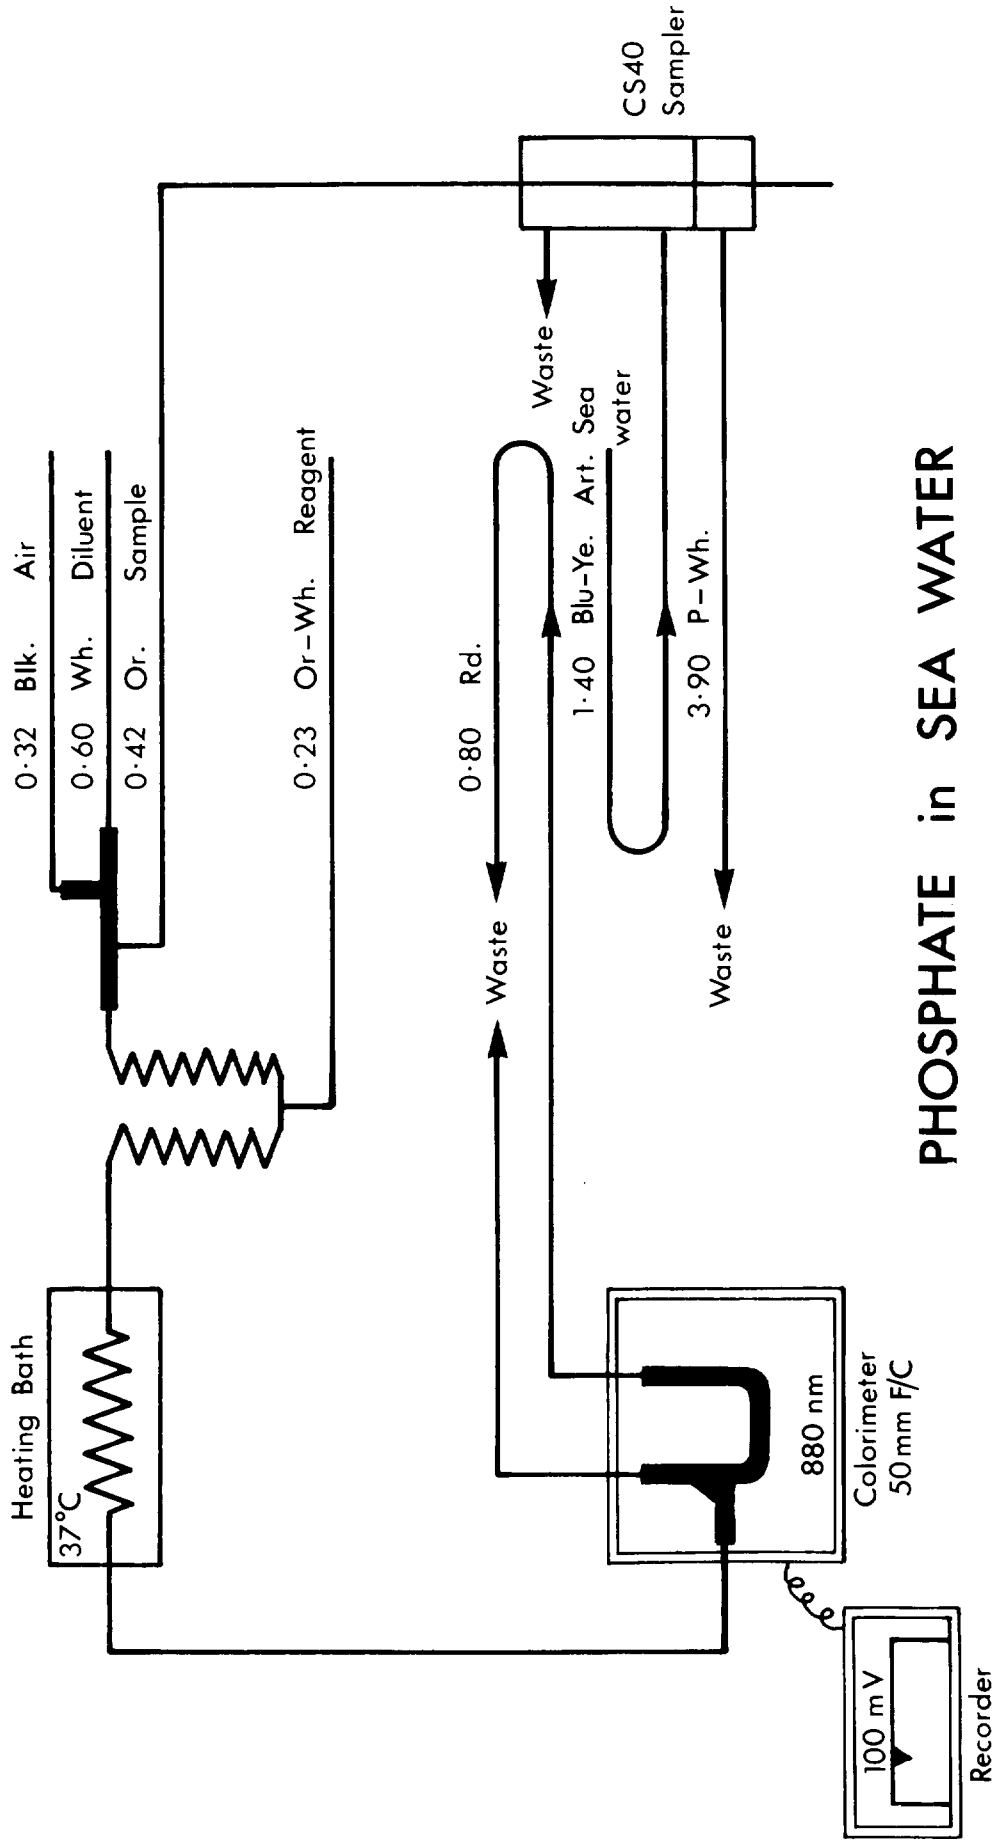 0·32 Blk. Air
0·60 Wh. Diluent
0·42 Or. Sample
0·23 Or-Wh. Reagent
Heating Bath
37°C
0·80 Rd.
Waste
Waste
1·40 Blu-Ye. Art. Sea
water
3·90 P-Wh.
Waste
CS40
Sampler
880 nm
Colorimeter
50mm F/C
100 mV
Recorder
PHOSPHATE in SEA WATER